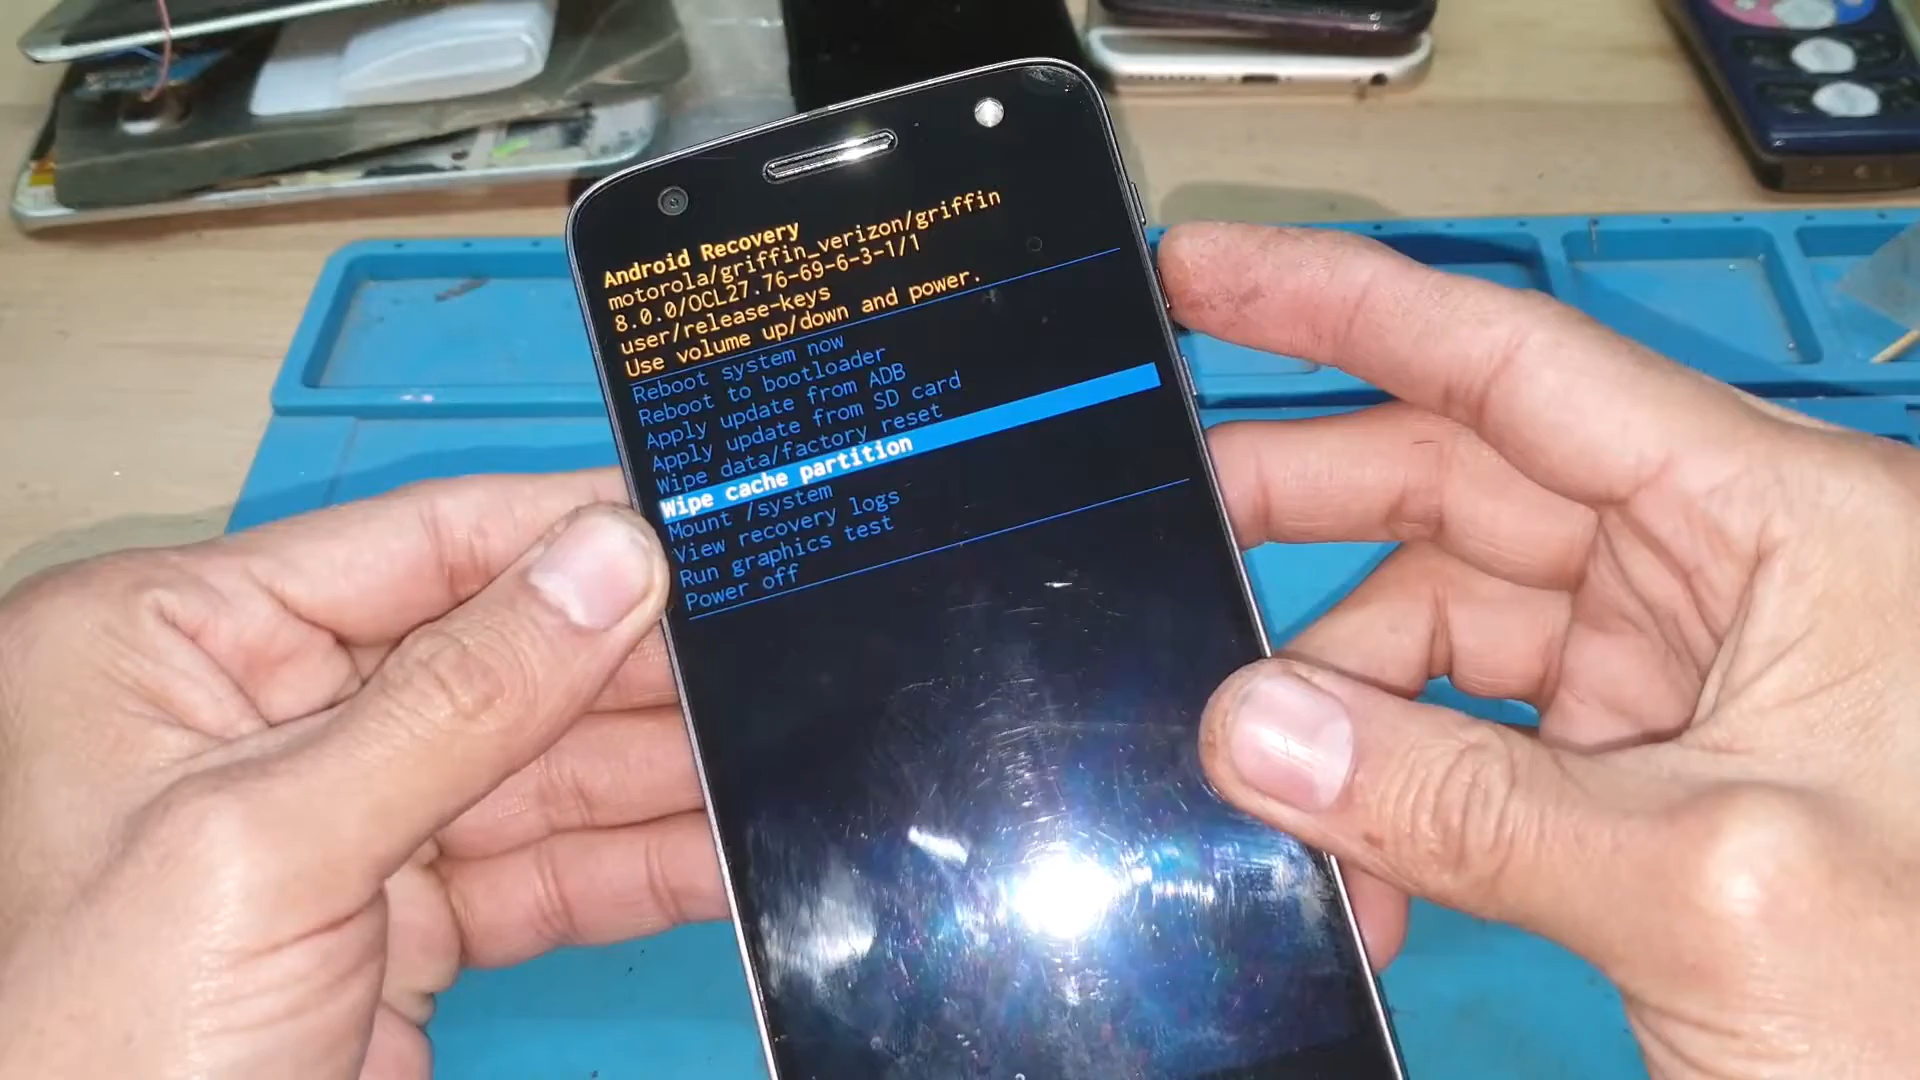 Android Recovery
motorola/griffin_verizon/griffin
8.0.0/OCL27.76-69-6-3-1/1
user/release-keys
Use volume up/down and power.
Reboot system now
Reboot to bootloader
Apply update from ADB
Apply update from SD card
Wipe data/factory reset
Wipe cache partition
Mount /system
View recovery logs
Run graphics test
Power off